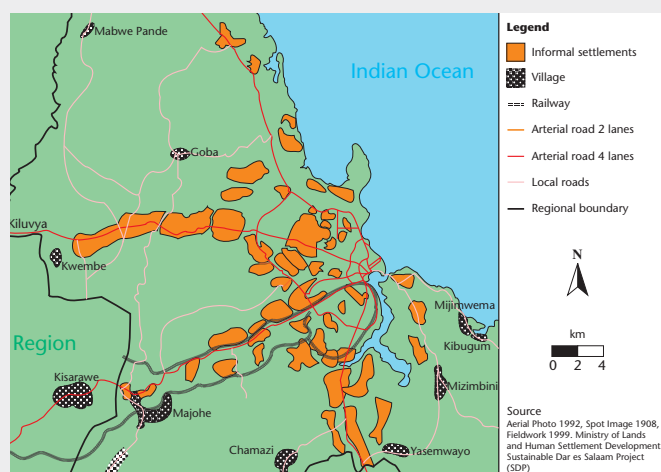 Mabwe Pande
Indian Ocean
Goba
Kiluvya
Kwembe
Region
Mijimwema
Kibugum
Mizimbini
Kisarawe
Majohe
Chamazi
Yasemwayo
Legend
Informal settlements
Village
Railway
Arterial road 2 lanes
Arterial road 4 lanes
Local roads
Regional boundary
N
km
0 2 4
Source
Aerial Photo 1992, Spot Image 1908,
Fieldwork 1999. Ministry of Lands
and Human Settlement Development
Sustainable Dar es Salaam Project
(SDP)